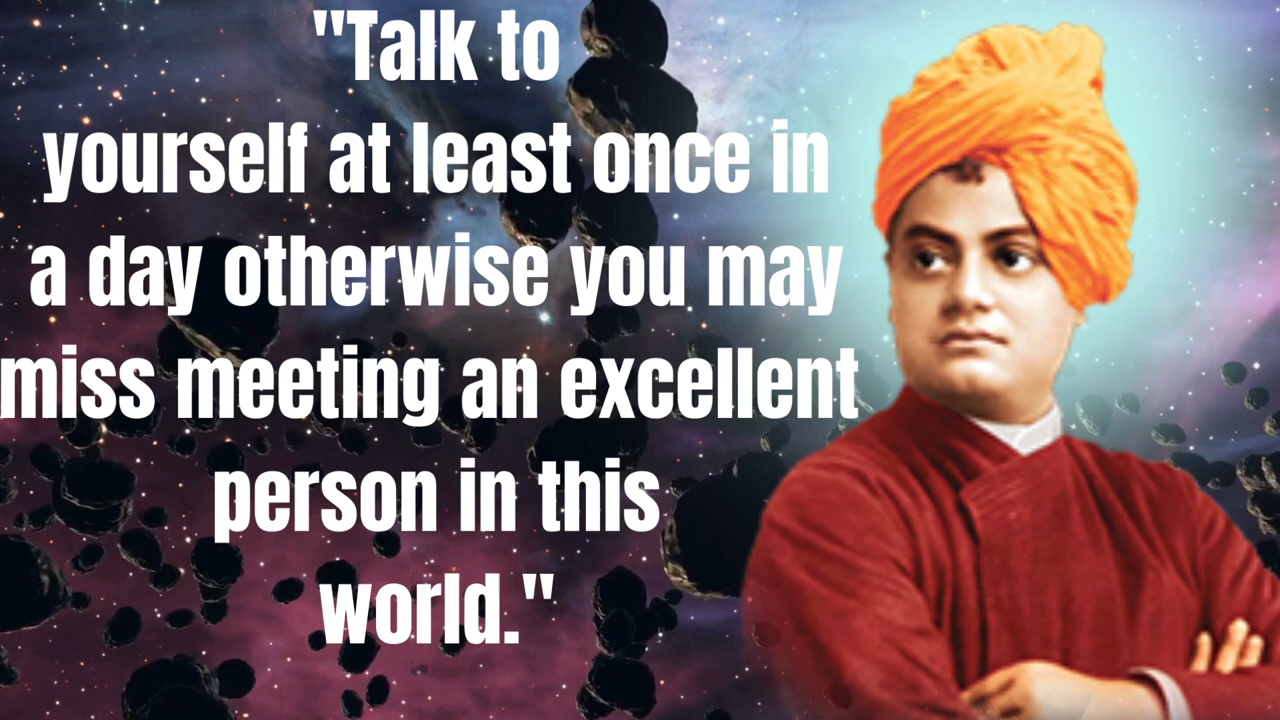 "Talk to
yourself at least once in
a day otherwise you may
miss meeting an excellent
person in this
world."